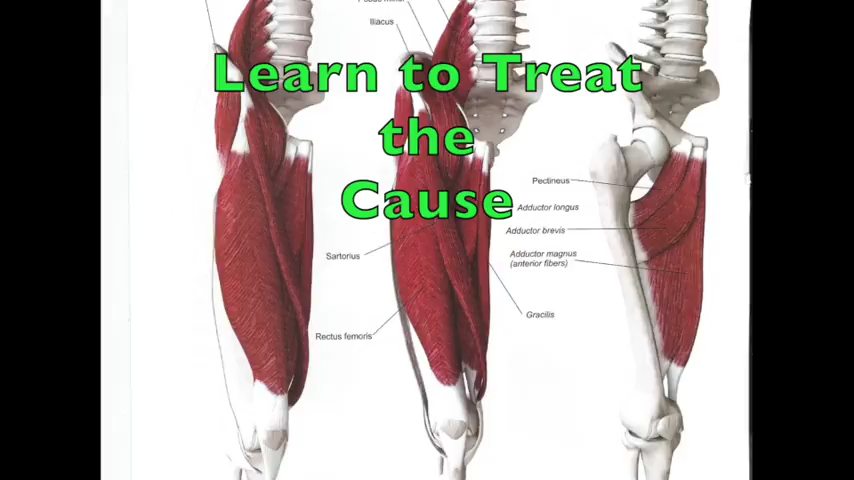 Iliacus
Learn to Treat
the
Cause
Pectineus
Adductor longus
Adductor brevis
Adductor magnus
(anterior fibers)
Sartorius
Gracilis
Rectus femoris